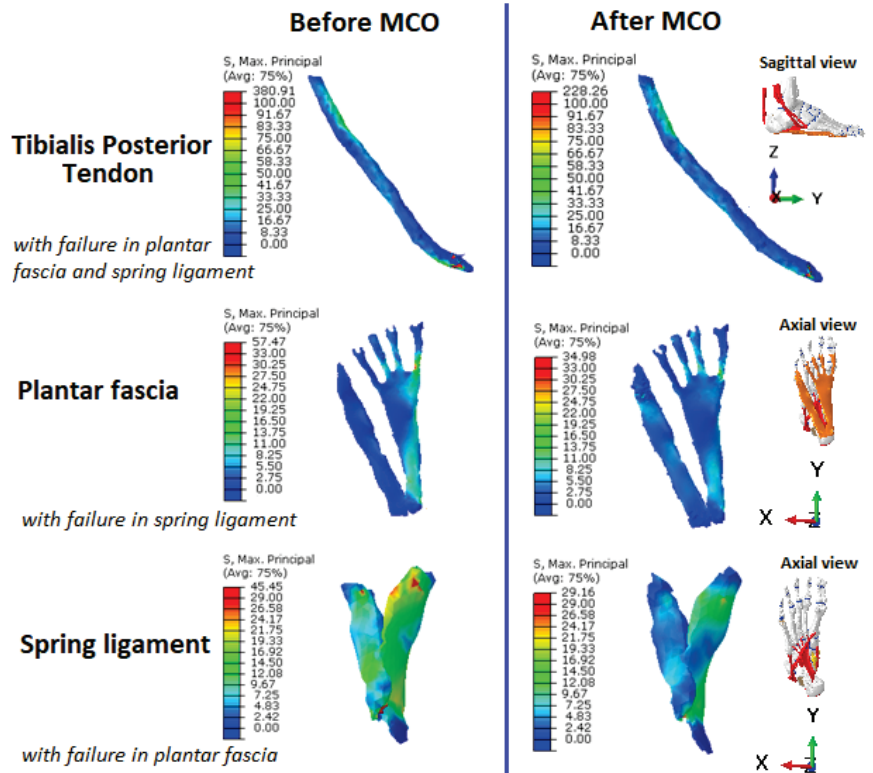 Before MCO
After MCO
Tibialis Posterior
Tendon
with failure in plantar
fascia and spring ligament
S, Max. Principal
(Avg: 75%)
380.91
100.00
91.67
83.33
75.00
66.67
58.33
50.00
41.67
33.33
25.00
16.67
8.33
0.00
S, Max. Principal
(Avg: 75%)
228.26
100.00
91.67
83.33
75.00
66.67
58.33
50.00
41.67
33.33
25.00
16.67
8.33
0.00
Sagittal view
Z
X
Y
Plantar fascia
with failure in spring ligament
S, Max. Principal
(Avg: 75%)
57.47
33.00
30.25
27.50
24.75
22.00
19.25
16.50
13.75
11.00
8.25
5.50
2.75
0.00
S, Max. Principal
(Avg: 75%)
34.98
33.00
30.25
27.50
24.75
22.00
19.25
16.50
13.75
11.00
8.25
5.50
2.75
0.00
Axial view
Y
X
Z
Spring ligament
with failure in plantar fascia
S, Max. Principal
(Avg: 75%)
45.45
29.00
26.58
24.17
21.75
19.33
16.92
14.50
12.08
9.67
7.25
4.83
2.42
0.00
S, Max. Principal
(Avg: 75%)
29.16
29.00
26.58
24.17
21.75
19.33
16.92
14.50
12.08
9.67
7.25
4.83
2.42
0.00
Axial view
Y
X
Z